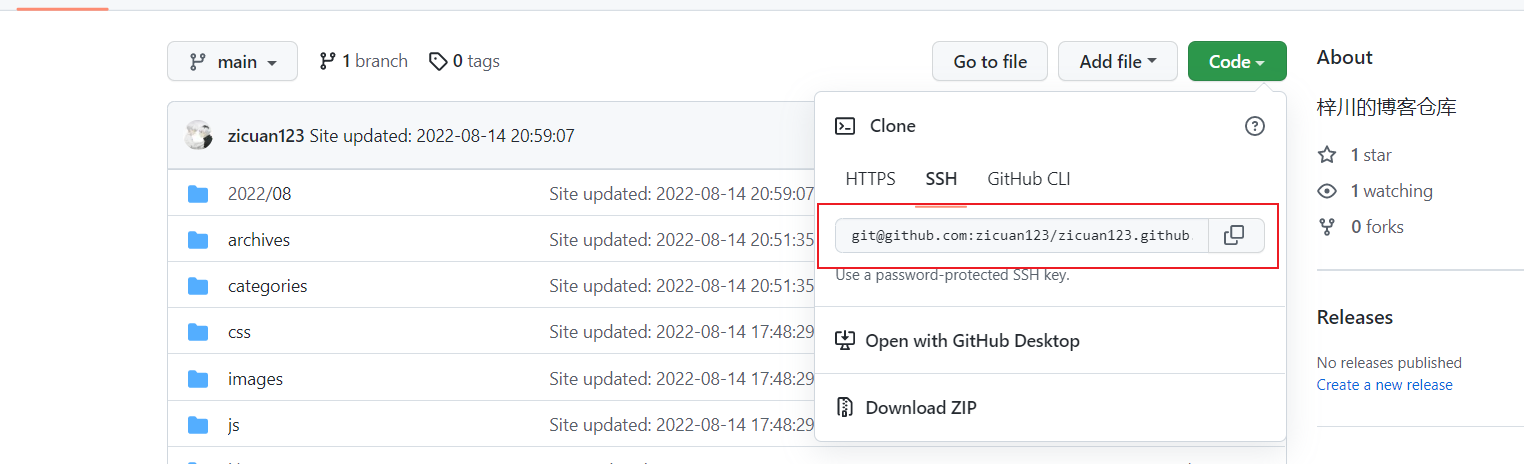 main
1 branch
0 tags
Go to file
Add file
Code
zicuan123 Site updated: 2022-08-14 20:59:07
2022/08 Site updated: 2022-08-14 20:59:07
archives Site updated: 2022-08-14 20:51:35
categories Site updated: 2022-08-14 20:51:35
css Site updated: 2022-08-14 17:48:29
images Site updated: 2022-08-14 17:48:29
js Site updated: 2022-08-14 17:48:29
Clone
HTTPS SSH GitHub CLI
git@github.com:zicuan123/zicuan123.github.
Use a password-protected SSH key.
Open with GitHub Desktop
Download ZIP
About
梓川的博客仓库
1 star
1 watching
0 forks
Releases
No releases published
Create a new release